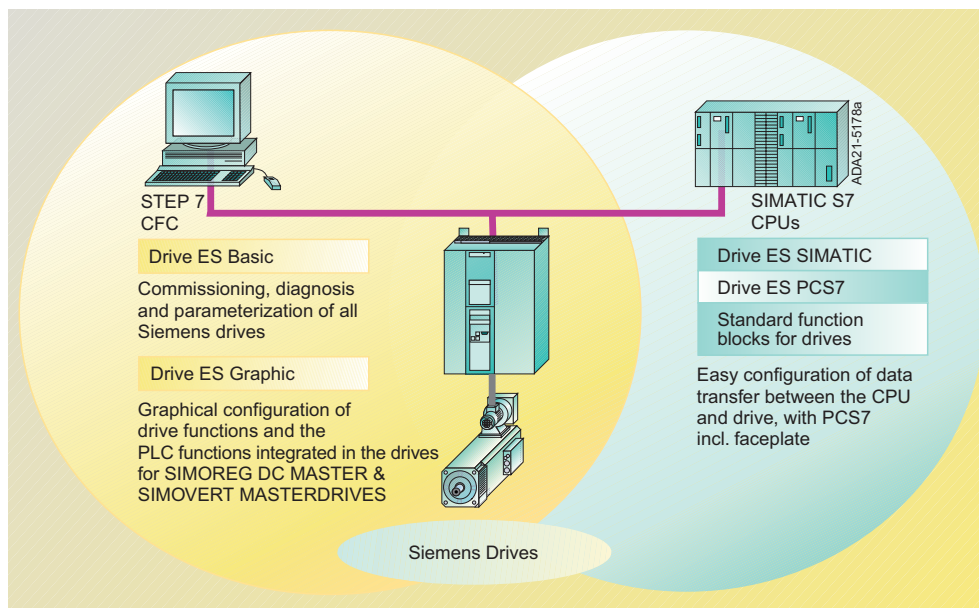 STEP 7
CFC
Drive ES Basic
Commissioning, diagnosis
and parameterization of all
Siemens drives
Drive ES Graphic
Graphical configuration of
drive functions and the
PLC functions integrated in the drives
for SIMOREG DC MASTER &
SIMOVERT MASTERDRIVES
ADA21-5178a
SIMATIC S7
CPUs
Drive ES SIMATIC
Drive ES PCS7
Standard function
blocks for drives
Easy configuration of data
transfer between the CPU
and drive, with PCS7
incl. faceplate
Siemens Drives